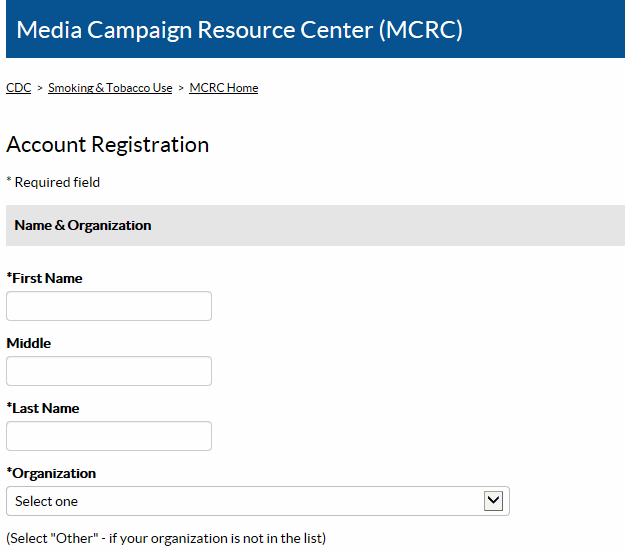 Media Campaign Resource Center (MCRC)
CDC > Smoking & Tobacco Use > MCRC Home
Account Registration
* Required field
Name & Organization
*First Name
Middle
*Last Name
*Organization
Select one
(Select "Other" - if your organization is not in the list)